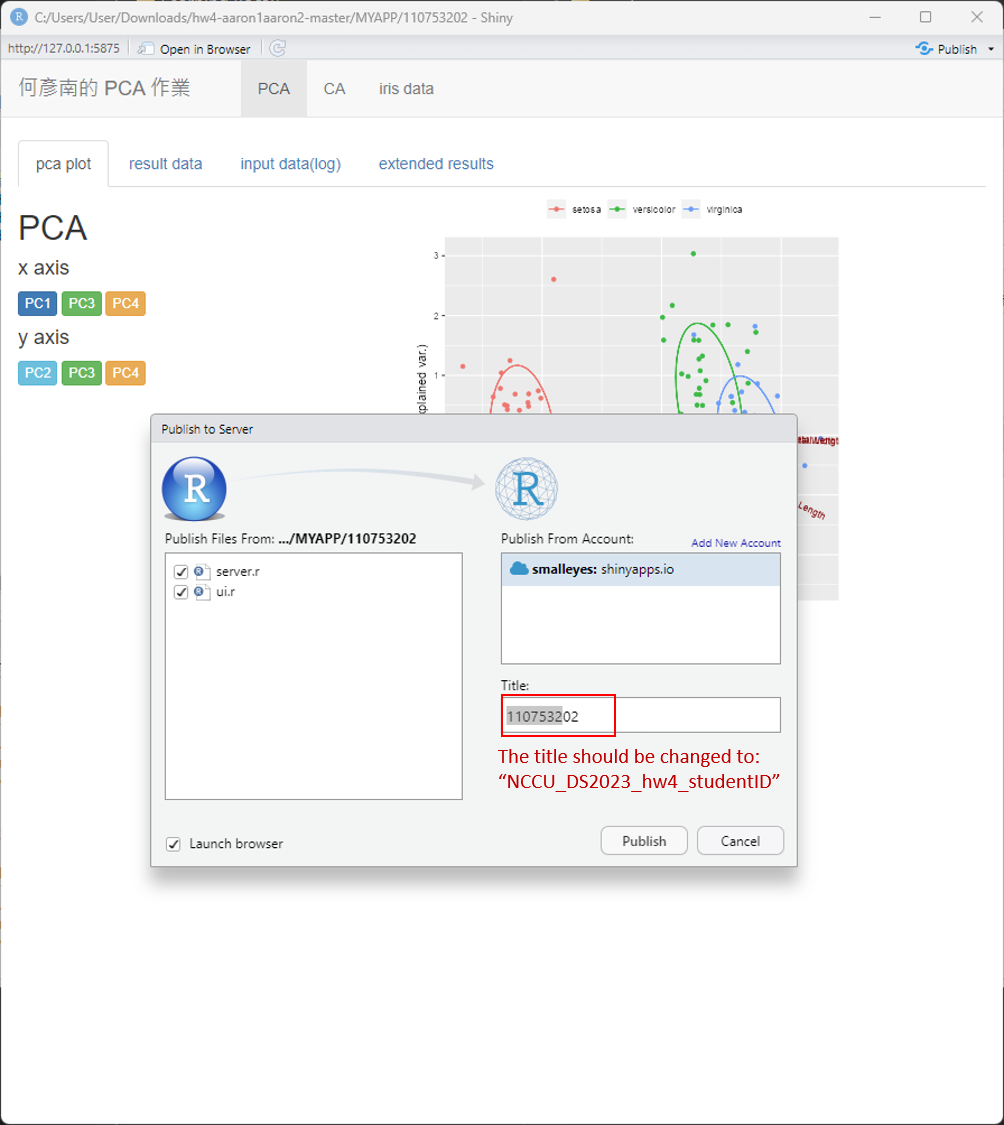 C:/Users/User/Downloads/hw4-aaron1aaron2-master/MYAPP/110753202 - Shiny
http://127.0.0.1:5875 Open in Browser Publish
何彥南的 PCA 作業 PCA CA iris data
pca plot result data input data(log) extended results
PCA
x axis
PC1 PC3 PC4
y axis
PC2 PC3 PC4
setosa versicolor virginica
3
2
1
xplained var.)
Length
Publish to Server
R R
Publish Files From: .../MYAPP/110753202
server.r
ui.r
Publish From Account: Add New Account
smalleyes: shinyapps.io
Title:
110753202
The title should be changed to:
“NCCU_DS2023_hw4_studentID”
Launch browser
Publish Cancel